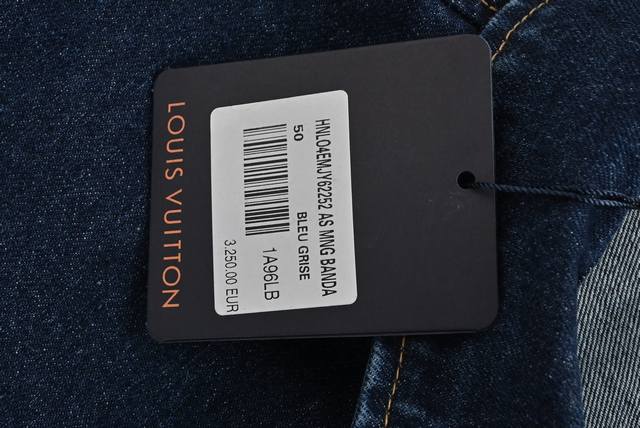 LOUIS VUITTON
HNL04EMJY62252 AS MNG BANDA
50 BLEU GRISE
1A96LB
3.250.00 EUR